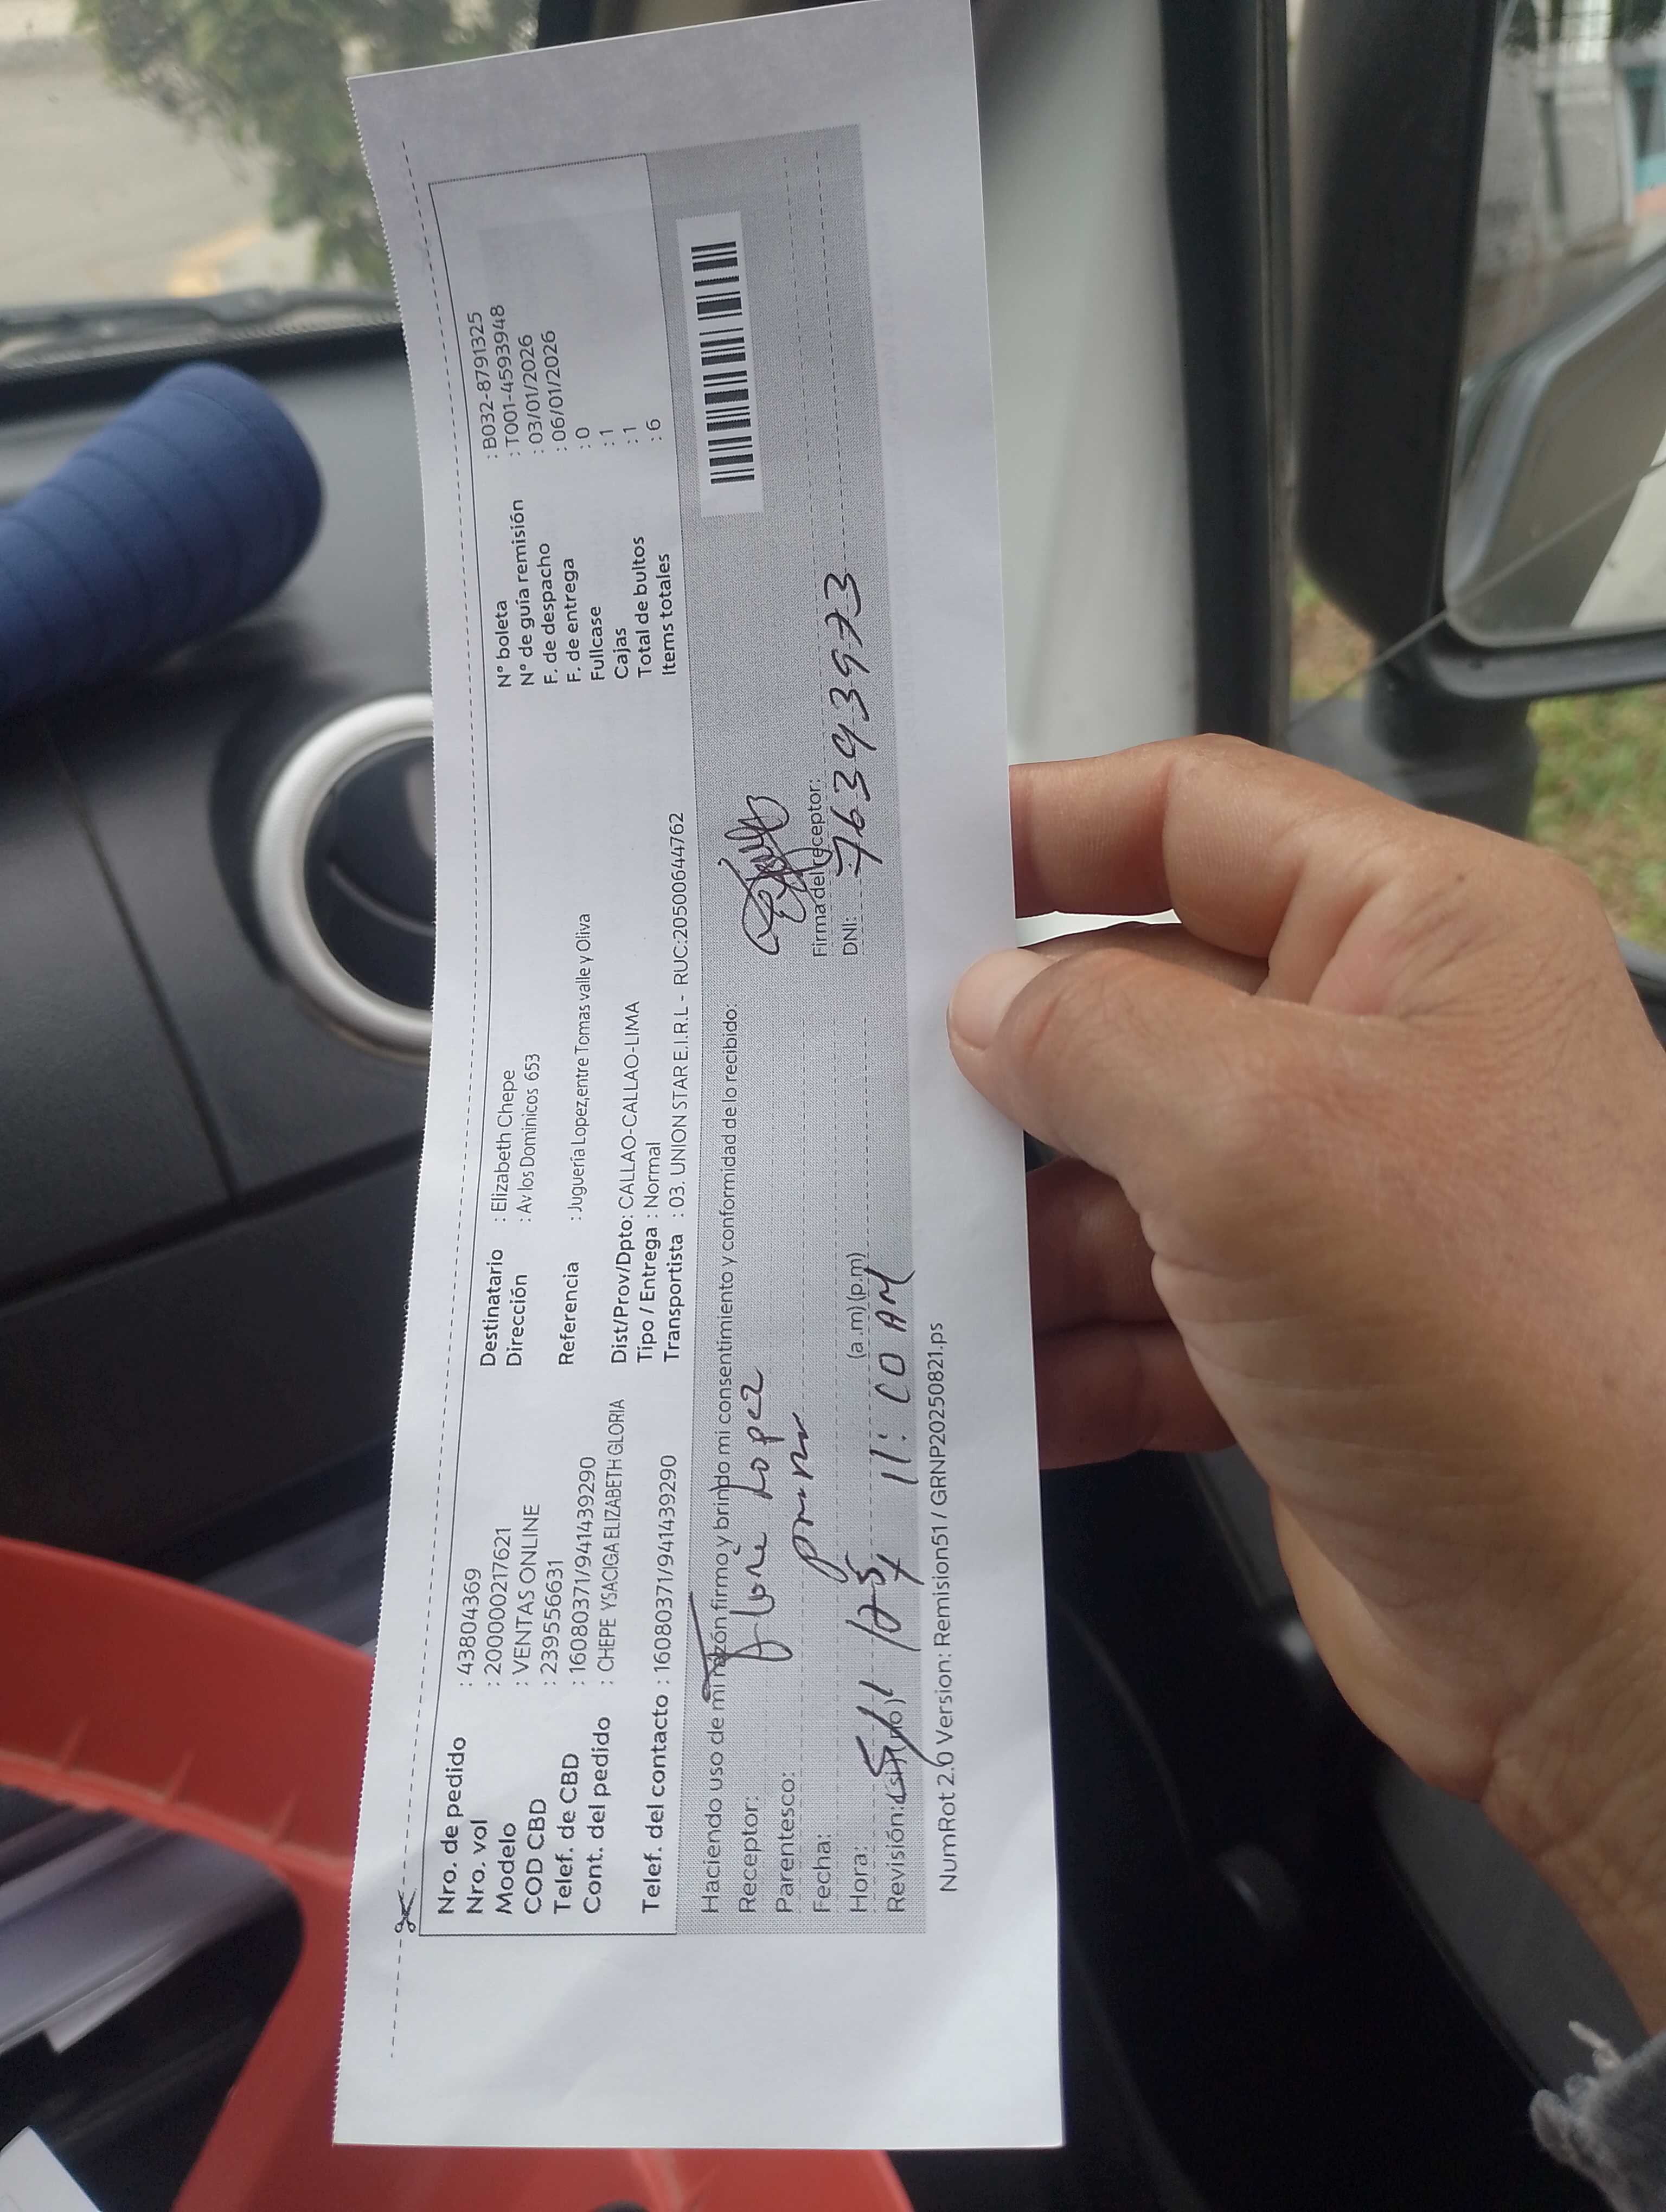 Nro. de pedido : 43804369
Nro. vol : 200000217621
Modelo : VENTAS ONLINE
COD CBD : 239556631
Telef. de CBD : 16080371/941439290
Cont. del pedido : CHEPE YSACIGA ELIZABETH GLORIA
Telef. del contacto : 16080371/941439290
Destinatario : Elizabeth Chepe
Dirección : Av los Dominicos 653
Referencia : Jugueria Lopez,entre Tomas valle y Oliva
Dist/Prov/Dpto: CALLAO-CALLAO-LIMA
Tipo / Entrega : Normal
Transportista : 03. UNION STAR E.I.R.L - RUC:20500644762
N° boleta : B032-8791325
N° de guía remisión : T001-4593948
F. de despacho : 03/01/2026
F. de entrega : 06/01/2026
Fullcase : 0
Cajas : 1
Total de bultos : 1
Items totales : 6
Haciendo uso de mi razón firmo y brindo mi consentimiento y conformidad de lo recibido:
Receptor: Lopez
Parentesco:
Fecha:
Hora: 11: (a.m) (p.m) AM
Revisión:
Firma del receptor:
DNI: 763943973
NumRot 2.0 Version: Remision51 / GRNP20250821.ps